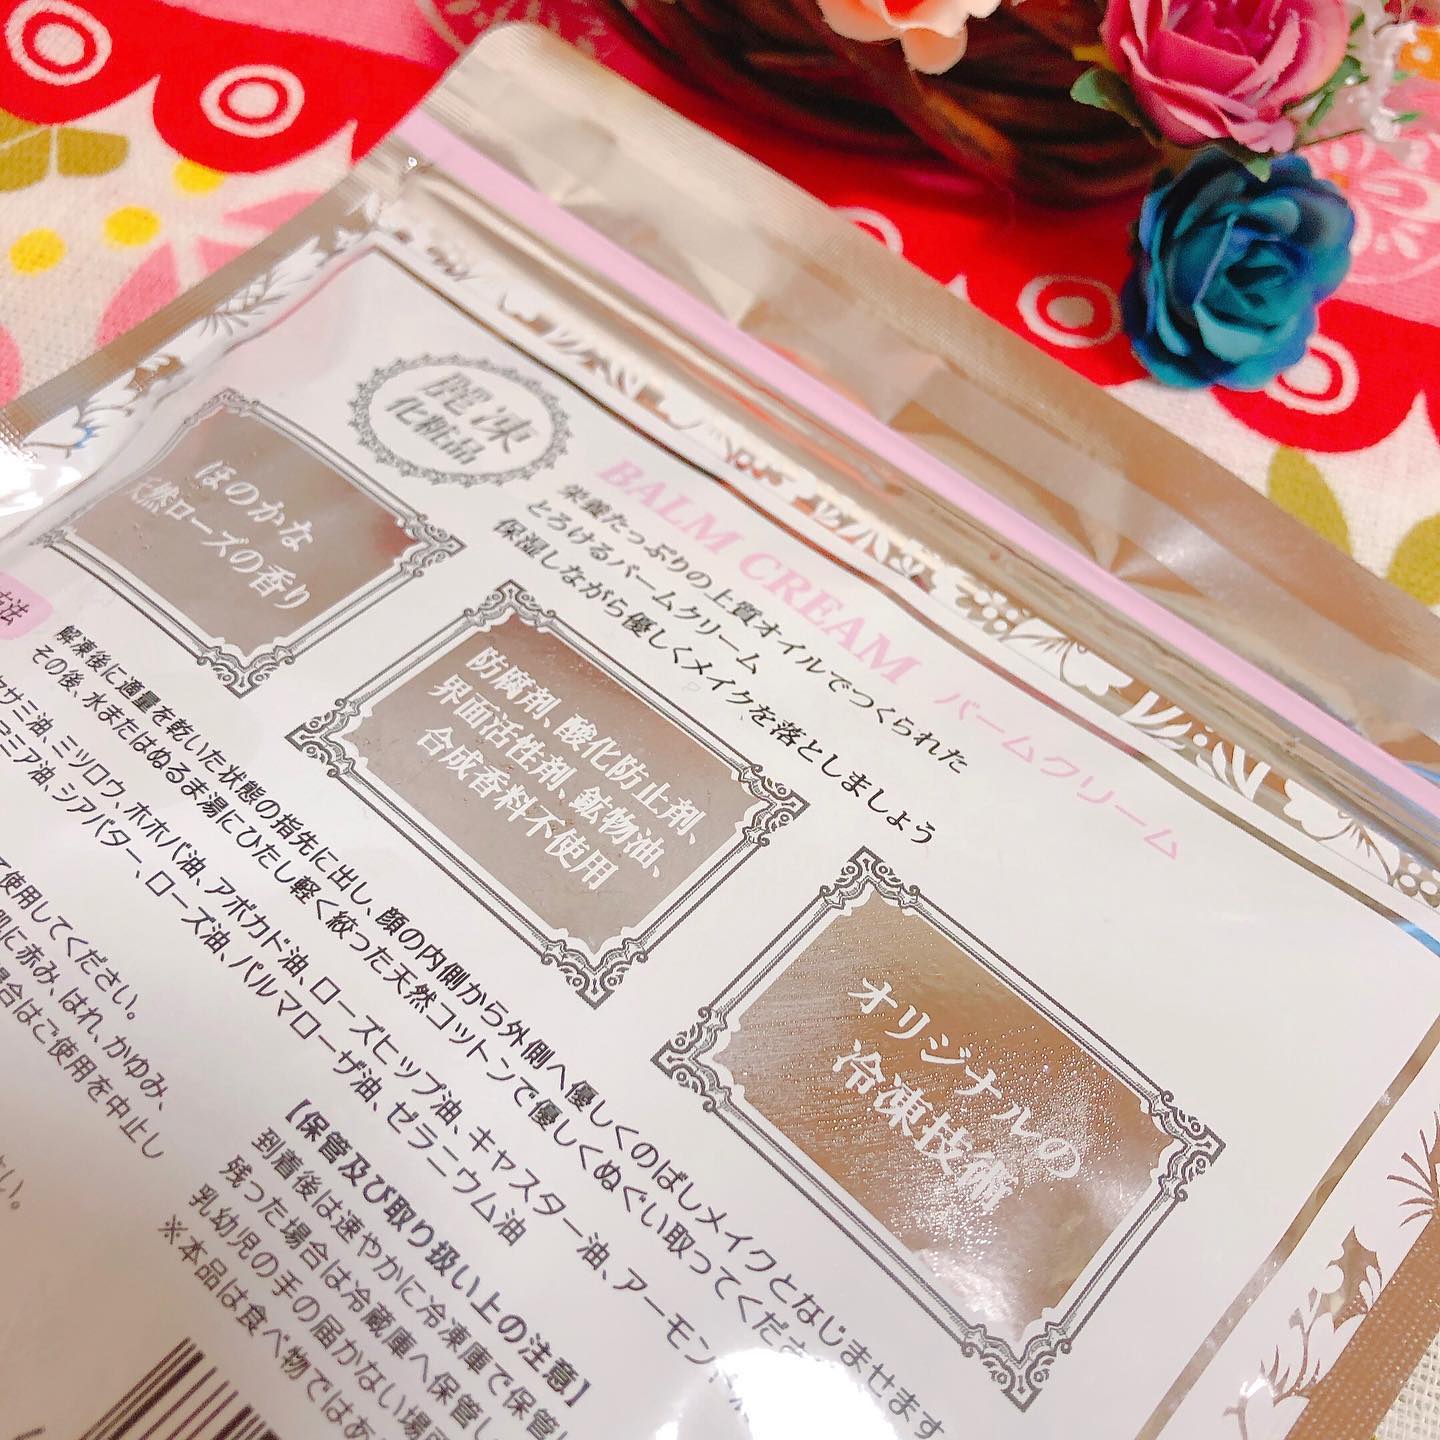 麗凍
化粧品
BALM CREAM バームクリーム
栄養たっぷりの上質オイルでつくられた
とろけるバームクリーム
保湿しながら優しくメイクを落としましょう
ほのかな
天然ローズの香り
防腐剤、酸化防止剤、
界面活性剤、鉱物油、
合成香料不使用
オリジナルの
冷凍技術
法
解凍後に適量を乾いた状態の指先に出し、顔の内側から外側へ優しくのばしメイクとなじませます
その後、水またはぬるま湯にひたし軽く絞った天然コットンで優しくぬぐい取ってくださ
ヤサミ油、ミツロウ、ホホバ油、アボカド油、ローズヒップ油、キャスター油、アーモン
ニア油、シアバター、ローズ油、パルマローザ油、ゼラニウム油
使用してください。
肌に赤み、はれ、かゆみ、
場合はご使用を中止し
さい。
【保管及び取り扱い上の注意】
到着後は速やかに冷凍庫で保管し
残った場合は冷蔵庫へ保管し
乳幼児の手の届かない場所
※本品は食べ物ではあ